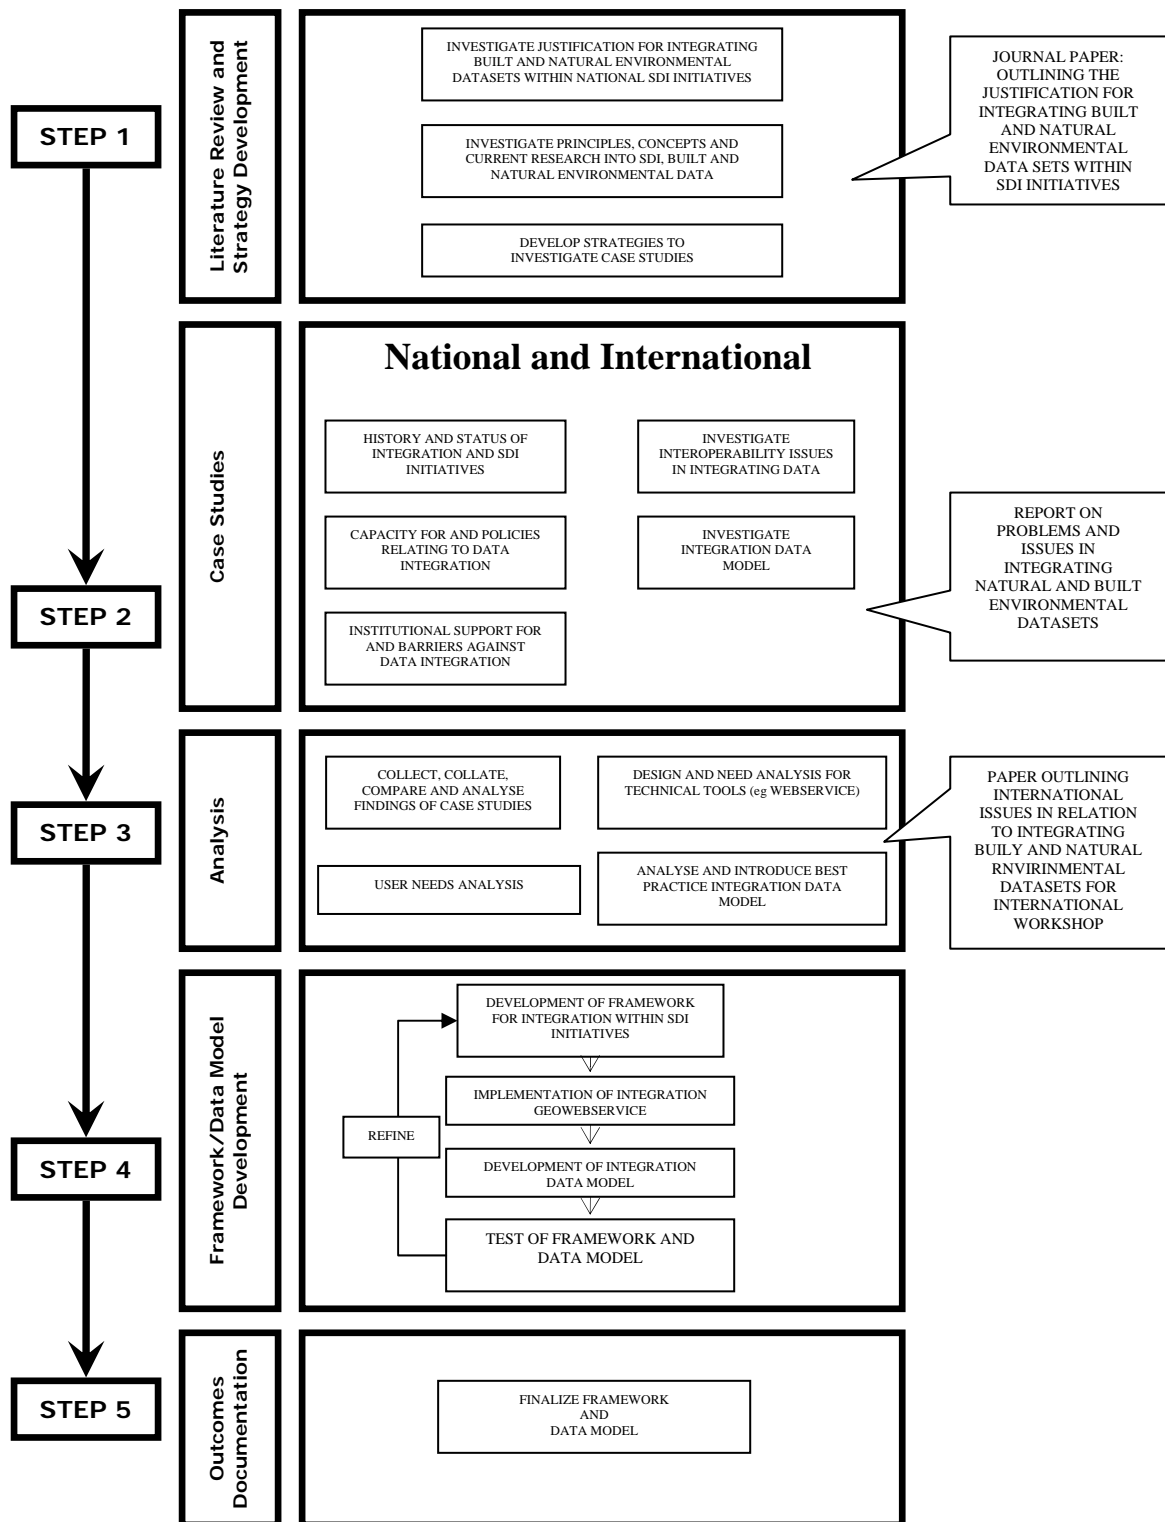 STEP 1
Literature Review and
Strategy Development
INVESTIGATE JUSTIFICATION FOR INTEGRATING
BUILT AND NATURAL ENVIRONMENTAL
DATASETS WITHIN NATIONAL SDI INITIATIVES
INVESTIGATE PRINCIPLES, CONCEPTS AND
CURRENT RESEARCH INTO SDI, BUILT AND
NATURAL ENVIRONMENTAL DATA
DEVELOP STRATEGIES TO
INVESTIGATE CASE STUDIES
JOURNAL PAPER:
OUTLINING THE
JUSTIFICATION FOR
INTEGRATING BUILT
AND NATURAL
ENVIRONMENTAL
DATA SETS WITHIN
SDI INITIATIVES
STEP 2
Case Studies
National and International
HISTORY AND STATUS OF
INTEGRATION AND SDI
INITIATIVES
INVESTIGATE
INTEROPERABILITY ISSUES
IN INTEGRATING DATA
CAPACITY FOR AND POLICIES
RELATING TO DATA
INTEGRATION
INVESTIGATE
INTEGRATION DATA
MODEL
INSTITUTIONAL SUPPORT FOR
AND BARRIERS AGAINST
DATA INTEGRATION
REPORT ON
PROBLEMS AND
ISSUES IN
INTEGRATING
NATURAL AND BUILT
ENVIRONMENTAL
DATASETS
STEP 3
Analysis
COLLECT, COLLATE,
COMPARE AND ANALYSE
FINDINGS OF CASE STUDIES
DESIGN AND NEED ANALYSIS FOR
TECHNICAL TOOLS (eg WEBSERVICE)
USER NEEDS ANALYSIS
ANALYSE AND INTRODUCE BEST
PRACTICE INTEGRATION DATA
MODEL
PAPER OUTLINING
INTERNATIONAL
ISSUES IN RELATION
TO INTEGRATING
BUILY AND NATURAL
RNVIRINMENTAL
DATASETS FOR
INTERNATIONAL
WORKSHOP
STEP 4
Framework/Data Model
Development
DEVELOPMENT OF FRAMEWORK
FOR INTEGRATION WITHIN SDI
INITIATIVES
IMPLEMENTATION OF INTEGRATION
GEOWEBSERVICE
REFINE
DEVELOPMENT OF INTEGRATION
DATA MODEL
TEST OF FRAMEWORK AND
DATA MODEL
STEP 5
Outcomes
Documentation
FINALIZE FRAMEWORK
AND
DATA MODEL